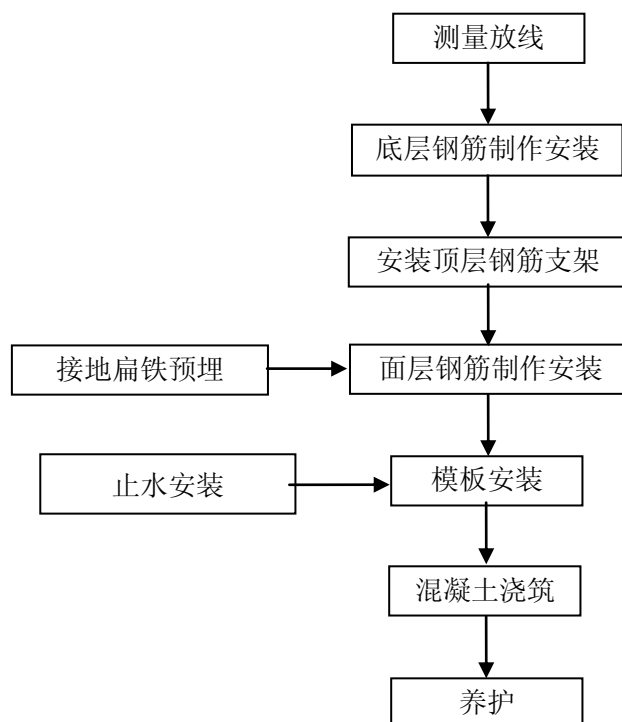 测量放线
底层钢筋制作安装
安装顶层钢筋支架
接地扁铁预埋
面层钢筋制作安装
止水安装
模板安装
混凝土浇筑
养护